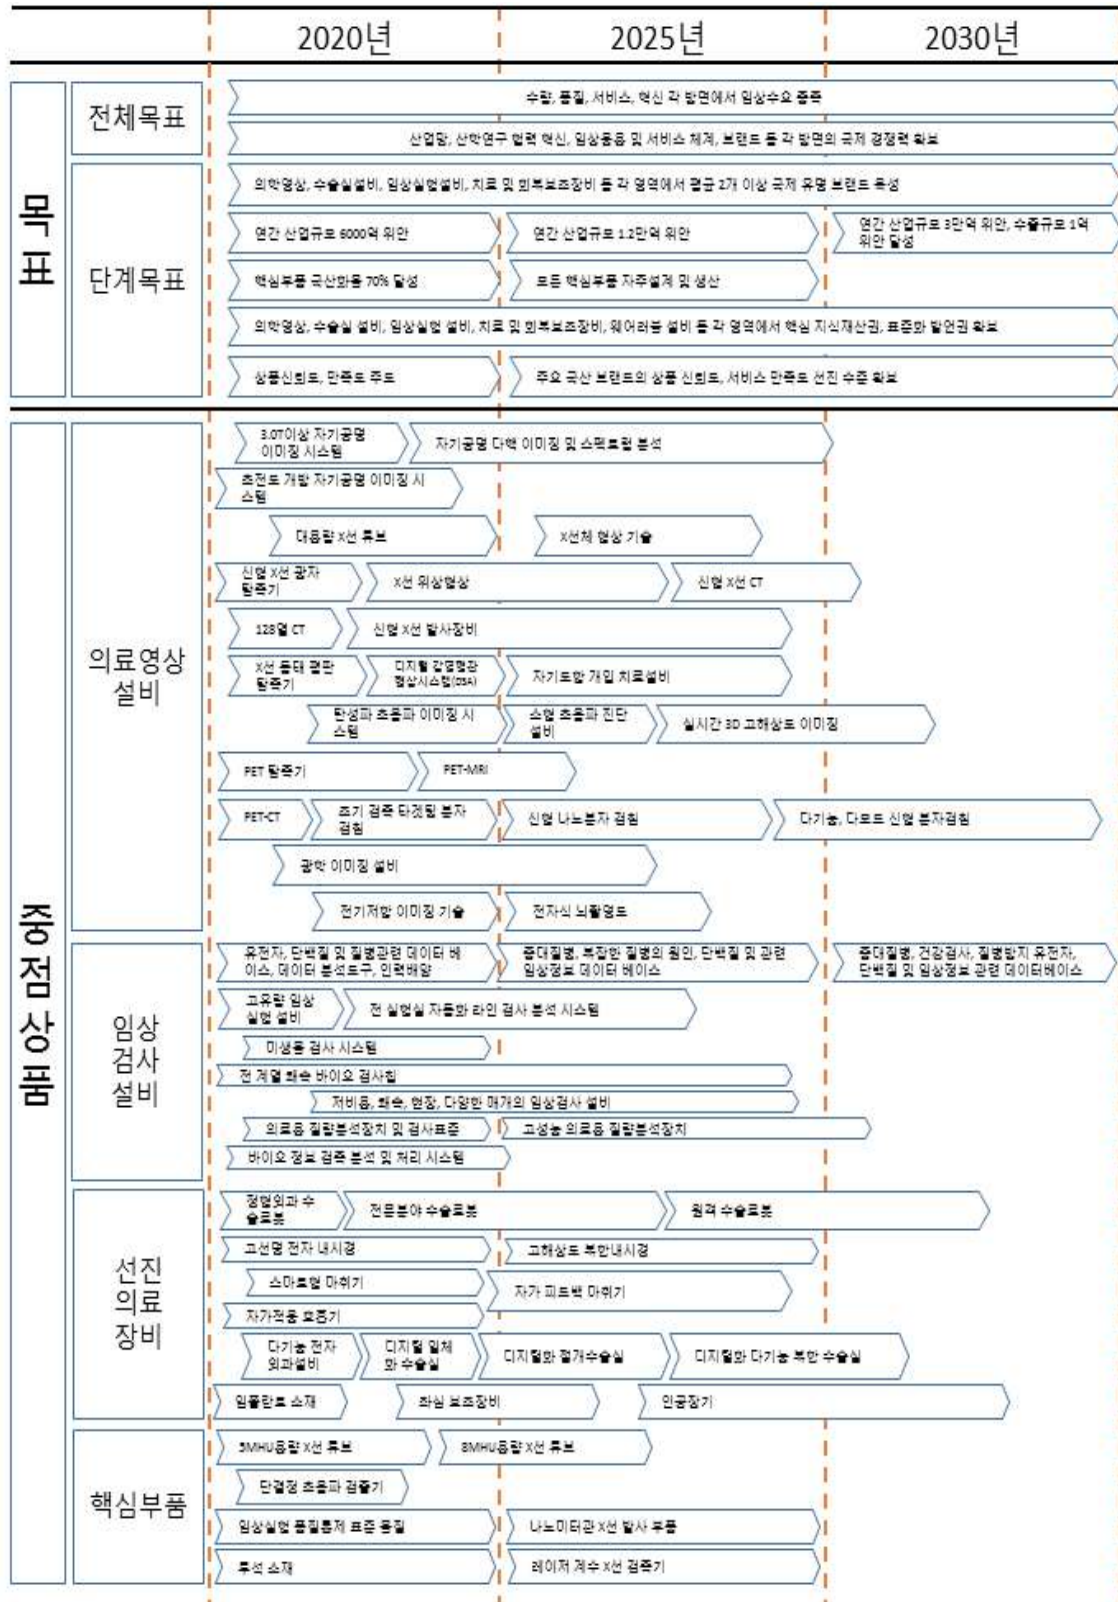 2020년
2025년
2030년
목표
전체목표
수량, 품질, 서비스, 혁신 각 방면에서 임상수요 충족
산업망, 산학연구 협력 혁신, 임상응용 및 서비스 체계, 브랜드 등 각 방면의 국제 경쟁력 확보
단계목표
의학영상, 수술실설비, 임상실험설비, 치료 및 회복보조장비 등 각 영역에서 평균 2개 이상 국제 유명 브랜드 육성
연간 산업규모 6000억 위안
연간 산업규모 1.2만억 위안
연간 산업규모 3만억 위안, 수출규모 1억
위안 달성
핵심부품 국산화율 70% 달성
모든 핵심부품 자주설계 및 생산
의학영상, 수술실 설비, 임상실험 설비, 치료 및 회복보조장비, 웨어러블 설비 등 각 영역에서 핵심 지식재산권, 표준화 발언권 확보
상품신뢰도, 만족도 주도
주요 국산 브랜드의 상품 신뢰도, 서비스 만족도 선진 수준 확보
중점상품
의료영상
설비
3.0T이상 자기공명
이미징 시스템
자기공명 다핵 이미징 및 스펙트럼 분석
초전도 개방 자기공명 이미징 시
스템
대용량 X선 튜브
X선체 형상 기술
신형 X선 광자
탐측기
X선 위상형상
신형 X선 CT
128열 CT
신형 X선 발사장비
X선 동태 평판
탐측기
디지털 감영혈관
형상시스템(DSA)
자기도항 개입 치료설비
탄성파 초음파 이미징 시
스템
소형 초음파 진단
설비
실시간 3D 고해상도 이미징
PET 탐측기
PET-MRI
PET-CT
초기 검측 타겟팅 분자
검침
신형 나노분자 검침
다기능, 다모드 신형 분자검침
광학 이미징 설비
전기저항 이미징 기술
전자식 뇌촬영도
임상
검사
설비
유전자, 단백질 및 질병관련 데이터 베
이스, 데이터 분석도구, 인력배양
중대질병, 복잡한 질병의 원인, 단백질 및 관련
임상정보 데이터 베이스
중대질병, 건강검사, 질병방지 유전자,
단백질 및 임상정보 관련 데이터베이스
고유량 임상
실험 설비
전 실험실 자동화 라인 검사 분석 시스템
미생물 검사 시스템
전 계열 쾌속 바이오 검사칩
저비용, 쾌속, 현장, 다양한 매개의 임상검사 설비
의료용 질량분석장치 및 검사표준
고성능 의료용 질량분석장치
바이오 정보 검측 분석 및 처리 시스템
선진
의료
장비
정형외과 수
술로봇
전문분야 수술로봇
원격 수술로봇
고선명 전자 내시경
고해상도 복합내시경
스마트형 마취기
자가 피드백 마취기
자가적응 호흡기
다기능 전자
외과설비
디지털 일체
화 수술실
디지털화 절개수술실
디지털화 다기능 복합 수술실
임플란트 소재
좌심 보조장비
인공장기
핵심부품
5MHU용량 X선 튜브
8MHU용량 X선 튜브
단결정 초음파 검출기
임상실험 품질통제 표준 물질
나노미터관 X선 발사 부품
투석 소재
레이저 계수 X선 검측기